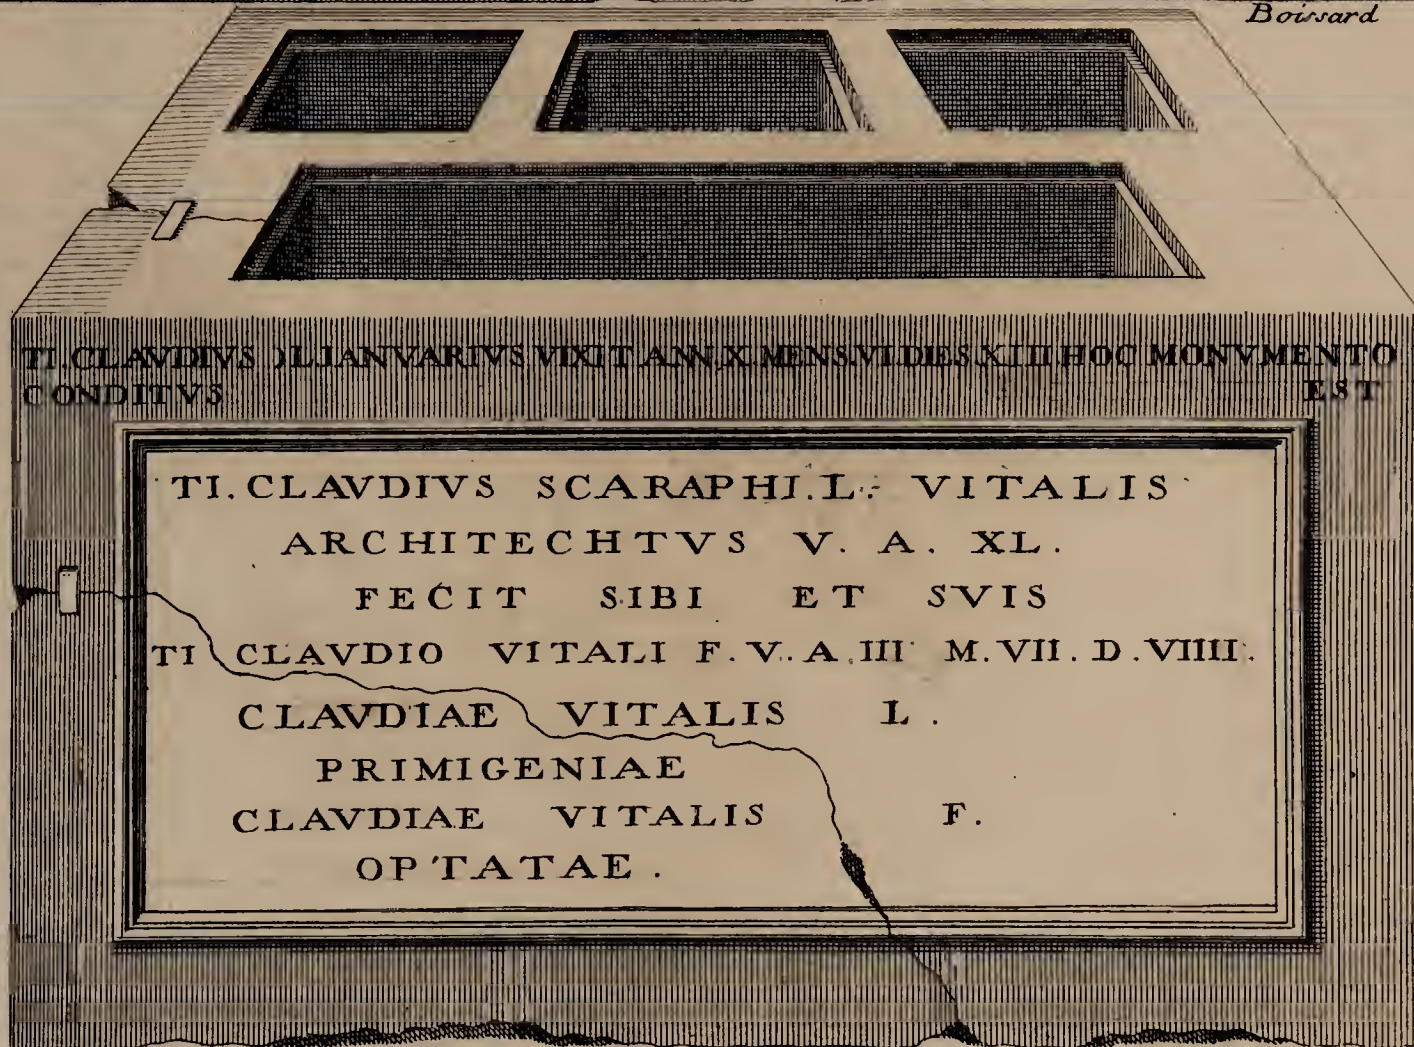 Boissard
TI.CLAVDIVS Ɔ.L.IANVARIVS VIXIT ANN.X.MENS.VI.DIES.XIII HOC MONVMENTO
CONDITVS EST
TI.CLAVDIVS SCARAPHI.L. VITALIS
ARCHITECHTVS V. A. XL.
FECIT SIBI ET SVIS
TI CLAVDIO VITALI F.V.A.III M.VII.D.VIIII.
CLAVDIAE VITALIS L.
PRIMIGENIAE
CLAVDIAE VITALIS F.
OPTATAE.